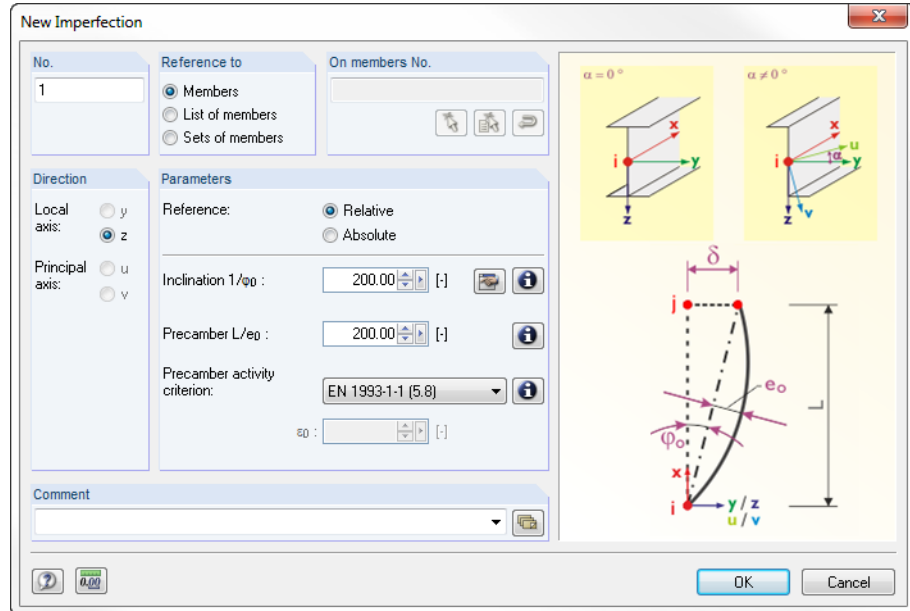 New Imperfection
No.
1
Reference to
Members
List of members
Sets of members
On members No.
Direction
Local axis:
y
z
Principal axis:
u
v
Parameters
Reference:
Relative
Absolute
Inclination 1/φ0 :
200.00
[-]
Precamber L/e0 :
200.00
[-]
Precamber activity
criterion:
EN 1993-1-1 (5.8)
ε0 :
[-]
Comment
α = 0 °
x
i
y
z
α ≠ 0 °
x
u
i
α
y
z
v
δ
j
e₀
L
φ₀
x
i
y / z
u / v
0.00
OK
Cancel